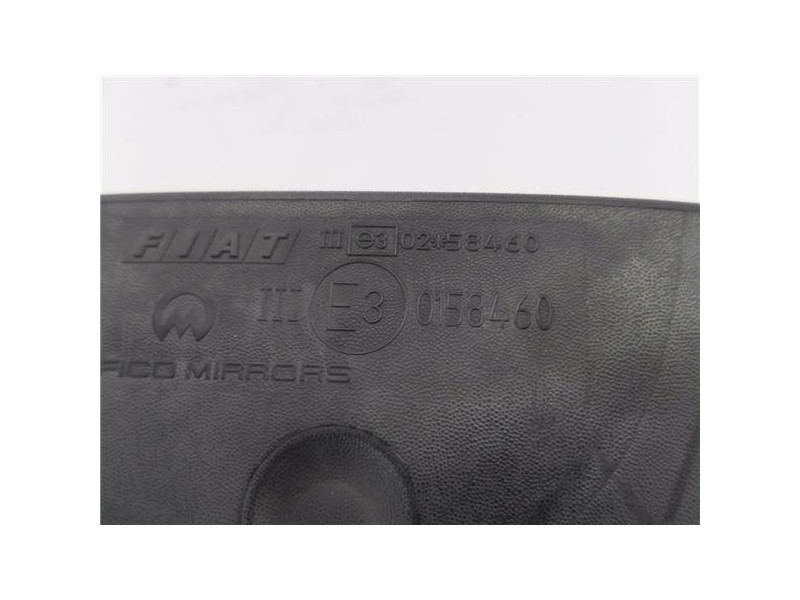 FIAT III e3 02*58460
III E3 0158460
FICO MIRRORS